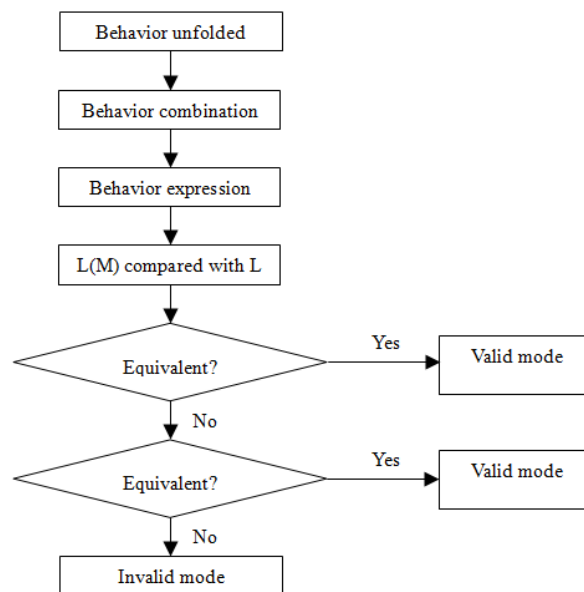 Behavior unfolded
Behavior combination
Behavior expression
L(M) compared with L
Equivalent?
Yes
Valid mode
No
Equivalent?
Yes
Valid mode
No
Invalid mode